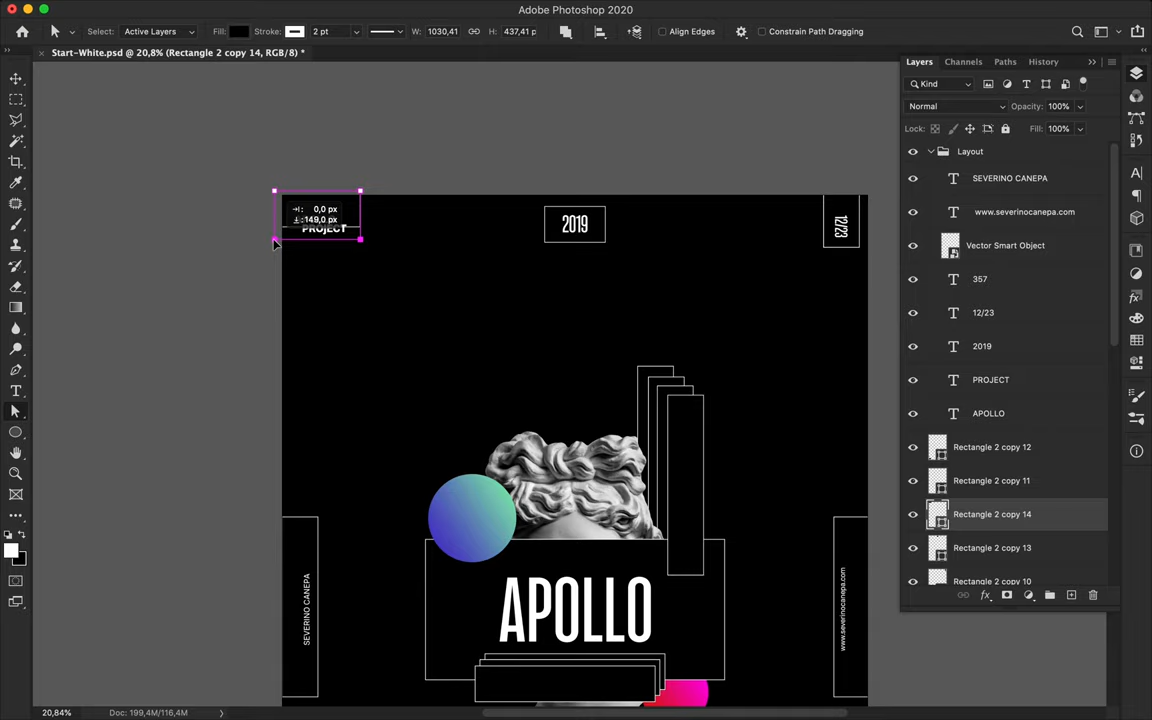 Adobe Photoshop 2020
Select: Active Layers Fill: Stroke: 2 pt W: 1030,41 H: 437,41 p Align Edges Constrain Path Dragging
Start-White.psd @ 20,8% (Rectangle 2 copy 14, RGB/8) *
Layers Channels Paths History
Kind
Normal Opacity: 100%
Lock: Fill: 100%
Layout
SEVERINO CANEPA
www.severinocanepa.com
Vector Smart Object
357
12/23
2019
PROJECT
APOLLO
Rectangle 2 copy 12
Rectangle 2 copy 11
Rectangle 2 copy 14
Rectangle 2 copy 13
Rectangle 2 copy 10
0,0 px
149,0 px
PROJECT
2019
12/23
SEVERINO CANEPA
APOLLO
www.severinocanepa.com
20,84% Doc: 199,4M/116,4M